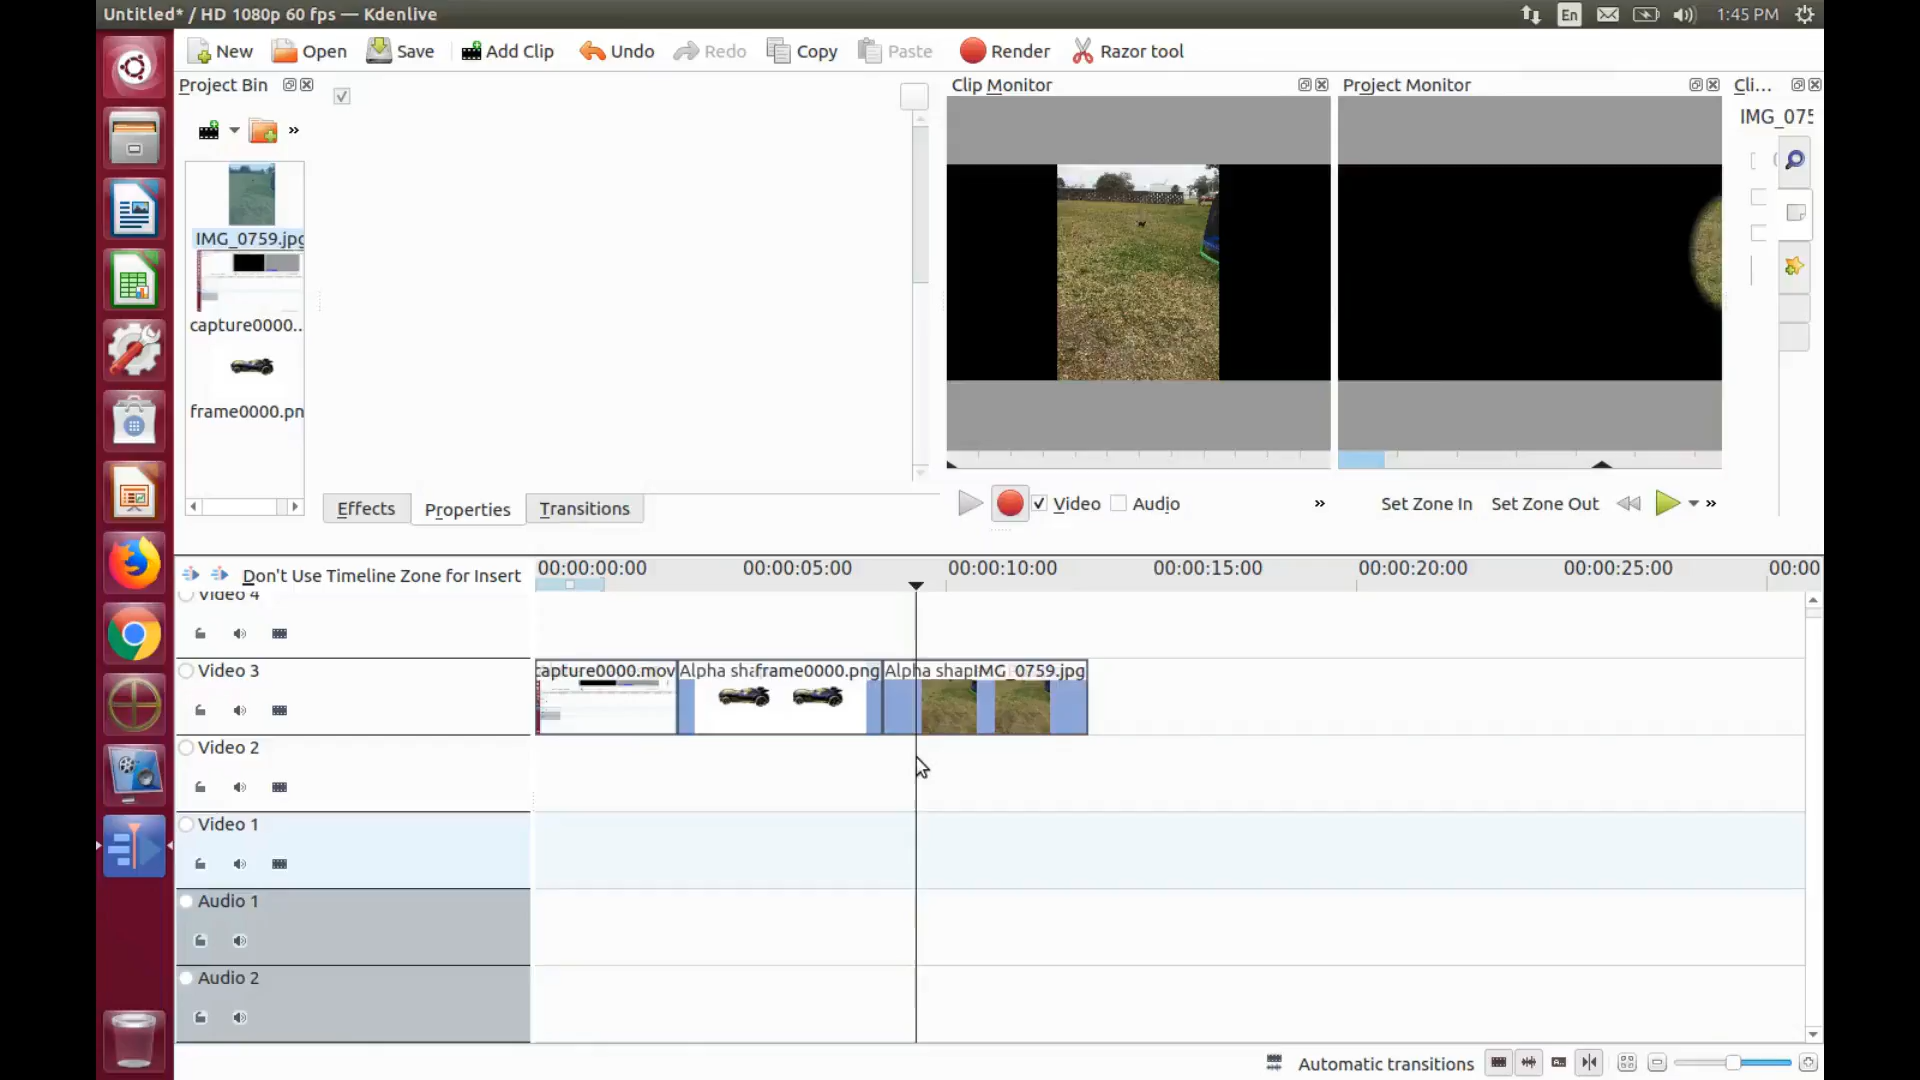 Untitled* / HD 1080p 60 fps — Kdenlive
En
1:45 PM
New
Open
Save
Add Clip
Undo
Redo
Copy
Paste
Render
Razor tool
Project Bin
Clip Monitor
Project Monitor
Cli...
IMG_075
»
IMG_0759.jpg
capture0000..
frame0000.pn
Effects
Properties
Transitions
Video
Audio
»
Set Zone In
Set Zone Out
»
Don't Use Timeline Zone for Insert
00:00:00:00
00:00:05:00
00:00:10:00
00:00:15:00
00:00:20:00
00:00:25:00
00:00
Video 4
Video 3
apture0000.mov
Alpha sha
frame0000.png
Alpha shap
IMG_0759.jpg
Video 2
Video 1
Audio 1
Audio 2
Automatic transitions